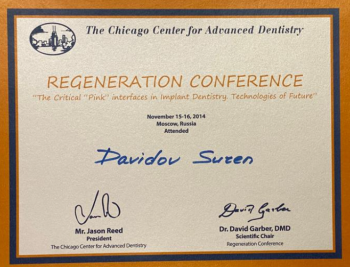 The Chicago Center for Advanced Dentistry
REGENERATION CONFERENCE
"The Critical "Pink" interfaces in Implant Dentistry. Technologies of Future"
November 15-16, 2014
Moscow, Russia
Attended
Davidov Suren
David Garber
Mr. Jason Reed
President
The Chicago Center for Advanced Dentistry
Dr. David Garber, DMD
Scientific Chair
Regeneration Conference